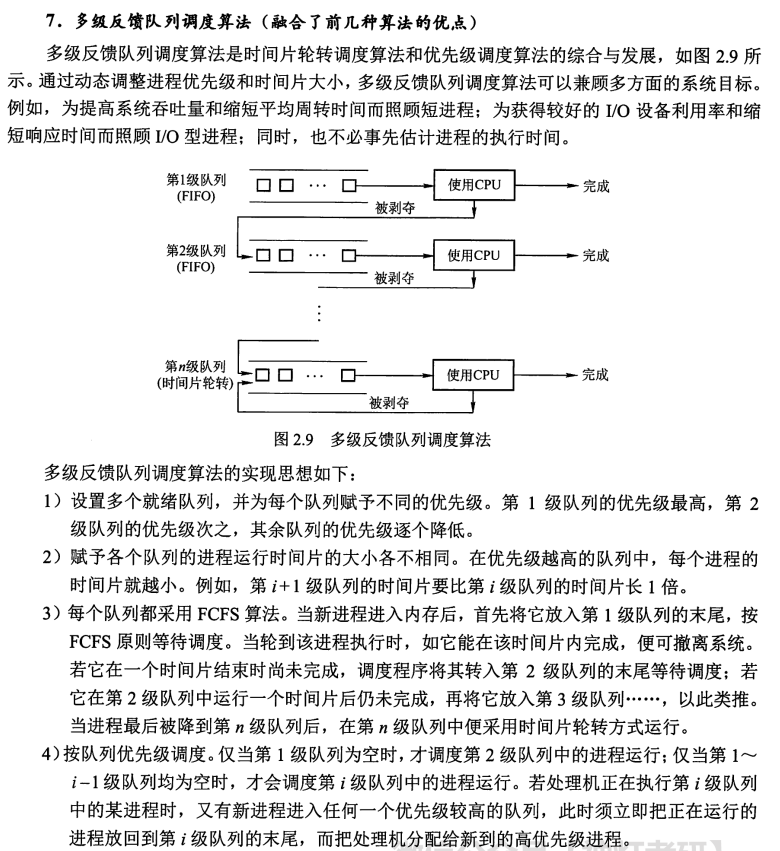 7. 多级反馈队列调度算法（融合了前几种算法的优点）
多级反馈队列调度算法是时间片轮转调度算法和优先级调度算法的综合与发展，如图 2.9 所
示。通过动态调整进程优先级和时间片大小，多级反馈队列调度算法可以兼顾多方面的系统目标。
例如，为提高系统吞吐量和缩短平均周转时间而照顾短进程；为获得较好的 I/O 设备利用率和缩
短响应时间而照顾 I/O 型进程；同时，也不必事先估计进程的执行时间。
第1级队列
(FIFO)
…
使用CPU
完成
被剥夺
第2级队列
(FIFO)
…
使用CPU
完成
被剥夺
⋮
第n级队列
(时间片轮转)
…
使用CPU
完成
被剥夺
图 2.9 多级反馈队列调度算法
多级反馈队列调度算法的实现思想如下：
1）设置多个就绪队列，并为每个队列赋予不同的优先级。第 1 级队列的优先级最高，第 2
级队列的优先级次之，其余队列的优先级逐个降低。
2）赋予各个队列的进程运行时间片的大小各不相同。在优先级越高的队列中，每个进程的
时间片就越小。例如，第 i+1 级队列的时间片要比第 i 级队列的时间片长 1 倍。
3）每个队列都采用 FCFS 算法。当新进程进入内存后，首先将它放入第 1 级队列的末尾，按
FCFS 原则等待调度。当轮到该进程执行时，如它能在该时间片内完成，便可撤离系统。
若它在一个时间片结束时尚未完成，调度程序将其转入第 2 级队列的末尾等待调度；若
它在第 2 级队列中运行一个时间片后仍未完成，再将它放入第 3 级队列……，以此类推。
当进程最后被降到第 n 级队列后，在第 n 级队列中便采用时间片轮转方式运行。
4）按队列优先级调度。仅当第 1 级队列为空时，才调度第 2 级队列中的进程运行；仅当第 1～
i−1 级队列均为空时，才会调度第 i 级队列中的进程运行。若处理机正在执行第 i 级队列
中的某进程时，又有新进程进入任何一个优先级较高的队列，此时须立即把正在运行的
进程放回到第 i 级队列的末尾，而把处理机分配给新到的高优先级进程。